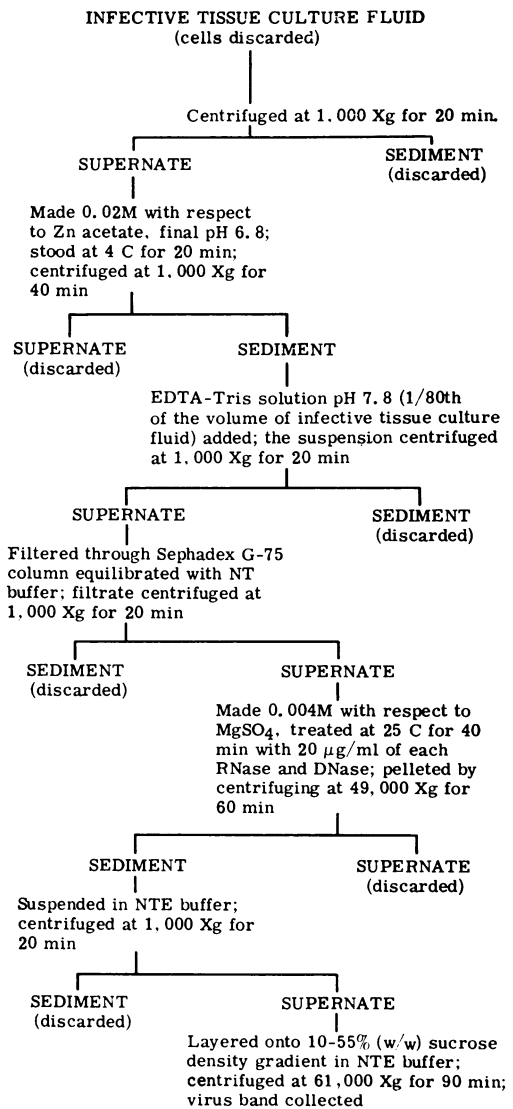 INFECTIVE TISSUE CULTURE FLUID
(cells discarded)
Centrifuged at 1,000 Xg for 20 min.
SUPERNATE
SEDIMENT
(discarded)
Made 0.02M with respect
to Zn acetate, final pH 6.8;
stood at 4 C for 20 min;
centrifuged at 1,000 Xg for
40 min
SUPERNATE
(discarded)
SEDIMENT
EDTA-Tris solution pH 7.8 (1/80th
of the volume of infective tissue culture
fluid) added; the suspension centrifuged
at 1,000 Xg for 20 min
SUPERNATE
SEDIMENT
(discarded)
Filtered through Sephadex G-75
column equilibrated with NT
buffer; filtrate centrifuged at
1,000 Xg for 20 min
SEDIMENT
(discarded)
SUPERNATE
Made 0.004M with respect to
MgSO₄, treated at 25 C for 40
min with 20 μg/ml of each
RNase and DNase; pelleted by
centrifuging at 49,000 Xg for
60 min
SEDIMENT
SUPERNATE
(discarded)
Suspended in NTE buffer;
centrifuged at 1,000 Xg for
20 min
SEDIMENT
(discarded)
SUPERNATE
Layered onto 10-55% (w/w) sucrose
density gradient in NTE buffer;
centrifuged at 61,000 Xg for 90 min;
virus band collected